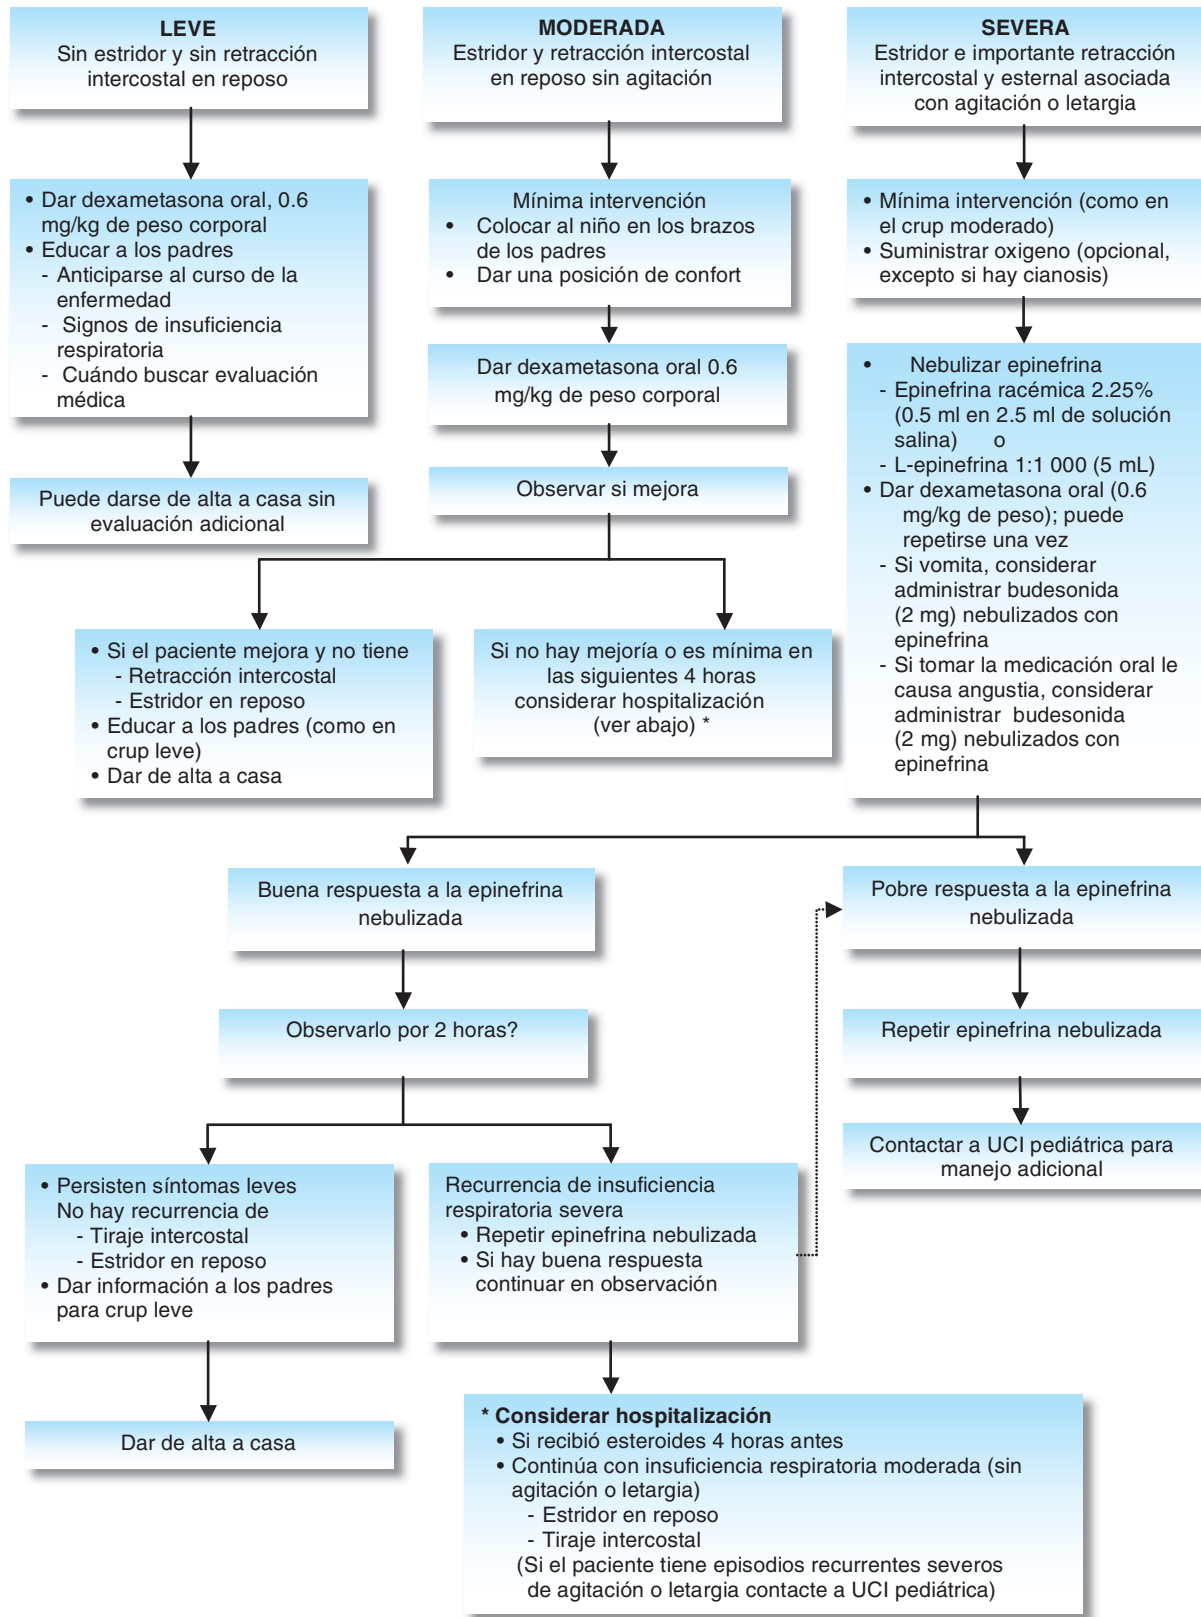 LEVE
Sin estridor y sin retracción
intercostal en reposo
MODERADA
Estridor y retracción intercostal
en reposo sin agitación
SEVERA
Estridor e importante retracción
intercostal y esternal asociada
con agitación o letargia
• Dar dexametasona oral, 0.6
mg/kg de peso corporal
• Educar a los padres
- Anticiparse al curso de la
enfermedad
- Signos de insuficiencia
respiratoria
- Cuándo buscar evaluación
médica
Puede darse de alta a casa sin
evaluación adicional
Mínima intervención
• Colocar al niño en los brazos
de los padres
• Dar una posición de confort
Dar dexametasona oral 0.6
mg/kg de peso corporal
Observar si mejora
• Si el paciente mejora y no tiene
- Retracción intercostal
- Estridor en reposo
• Educar a los padres (como en
crup leve)
• Dar de alta a casa
Si no hay mejoría o es mínima en
las siguientes 4 horas
considerar hospitalización
(ver abajo) *
• Mínima intervención (como en
el crup moderado)
• Suministrar oxigeno (opcional,
excepto si hay cianosis)
• Nebulizar epinefrina
- Epinefrina racémica 2.25%
(0.5 ml en 2.5 ml de solución
salina) o
- L-epinefrina 1:1 000 (5 mL)
• Dar dexametasona oral (0.6
mg/kg de peso); puede
repetirse una vez
- Si vomita, considerar
administrar budesonida
(2 mg) nebulizados con
epinefrina
- Si tomar la medicación oral le
causa angustia, considerar
administrar budesonida
(2 mg) nebulizados con
epinefrina
Buena respuesta a la epinefrina
nebulizada
Observarlo por 2 horas?
Pobre respuesta a la epinefrina
nebulizada
Repetir epinefrina nebulizada
Contactar a UCI pediátrica para
manejo adicional
• Persisten síntomas leves
No hay recurrencia de
- Tiraje intercostal
- Estridor en reposo
• Dar información a los padres
para crup leve
Dar de alta a casa
Recurrencia de insuficiencia
respiratoria severa
• Repetir epinefrina nebulizada
• Si hay buena respuesta
continuar en observación
* Considerar hospitalización
• Si recibió esteroides 4 horas antes
• Continúa con insuficiencia respiratoria moderada (sin
agitación o letargia)
- Estridor en reposo
- Tiraje intercostal
(Si el paciente tiene episodios recurrentes severos
de agitación o letargia contacte a UCI pediátrica)